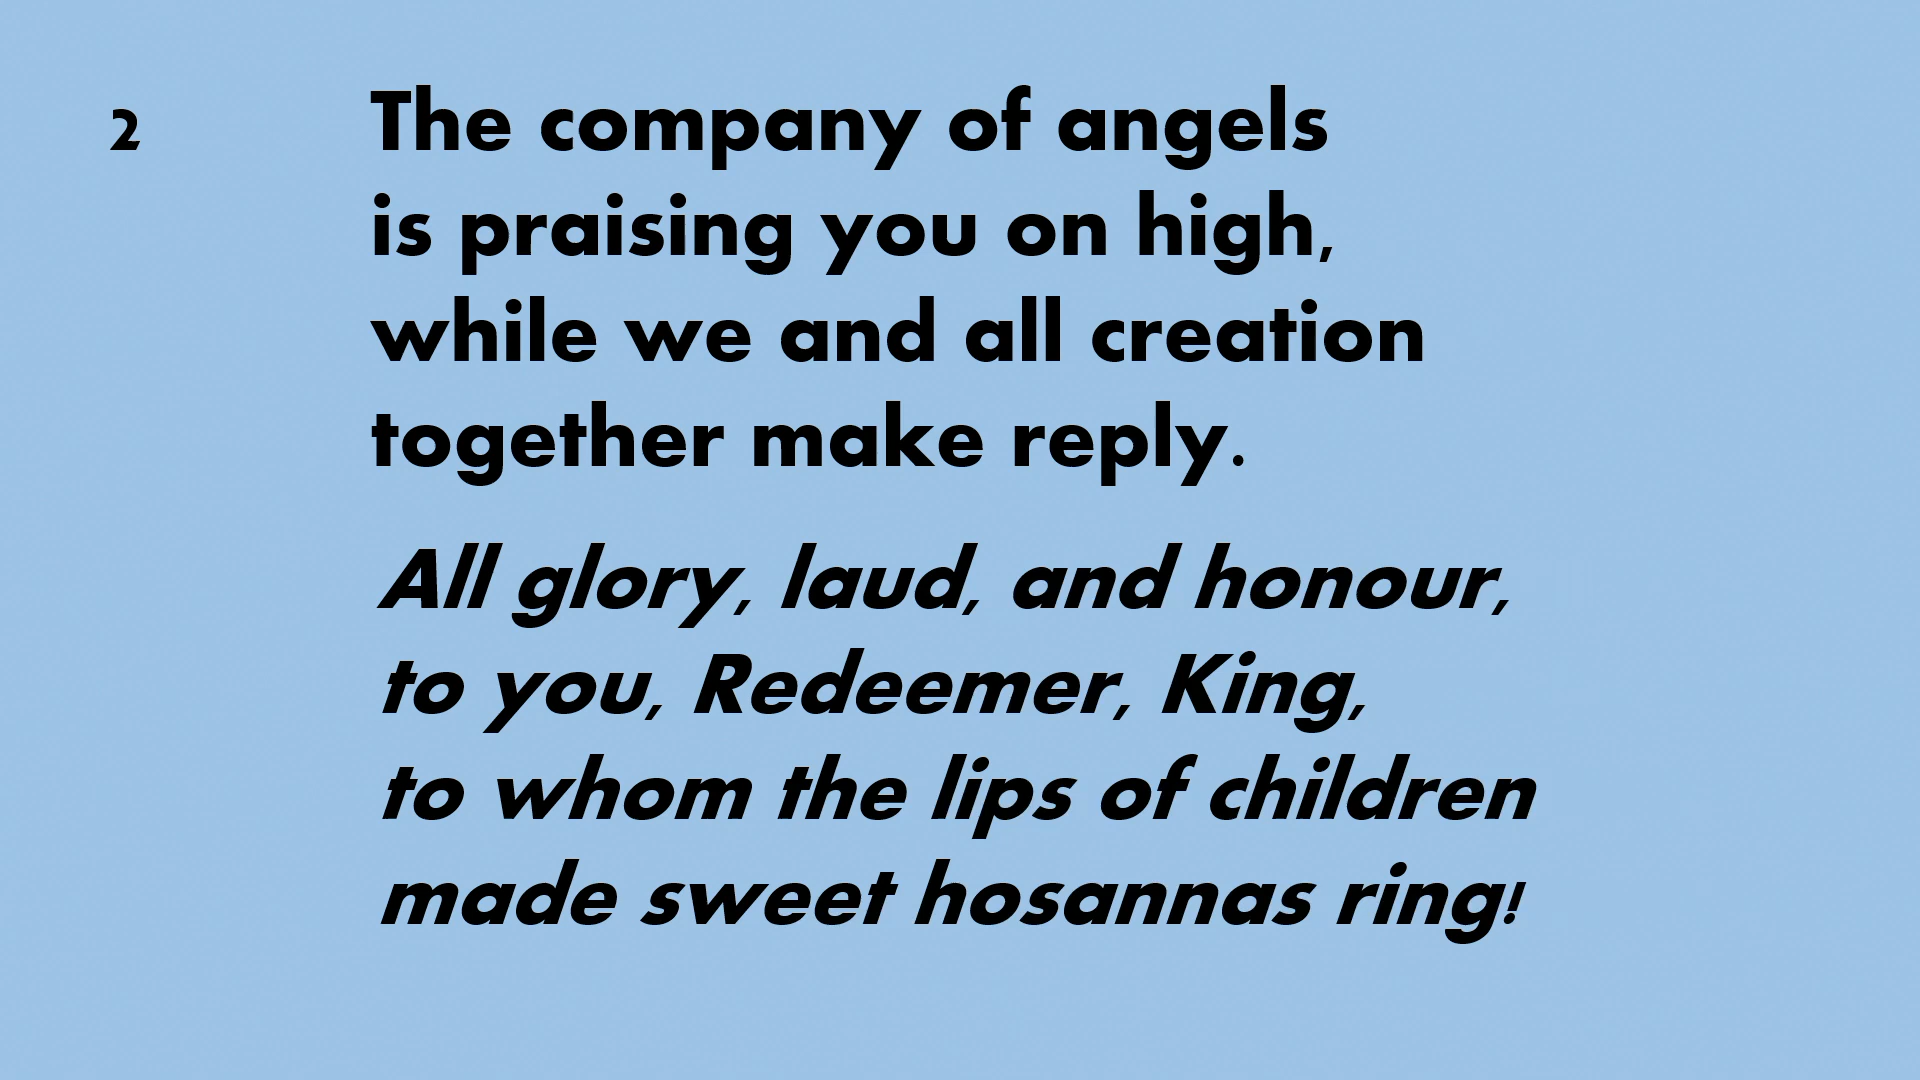 2
The company of angels
is praising you on high,
while we and all creation
together make reply.
All glory, laud, and honour,
to you, Redeemer, King,
to whom the lips of children
made sweet hosannas ring!